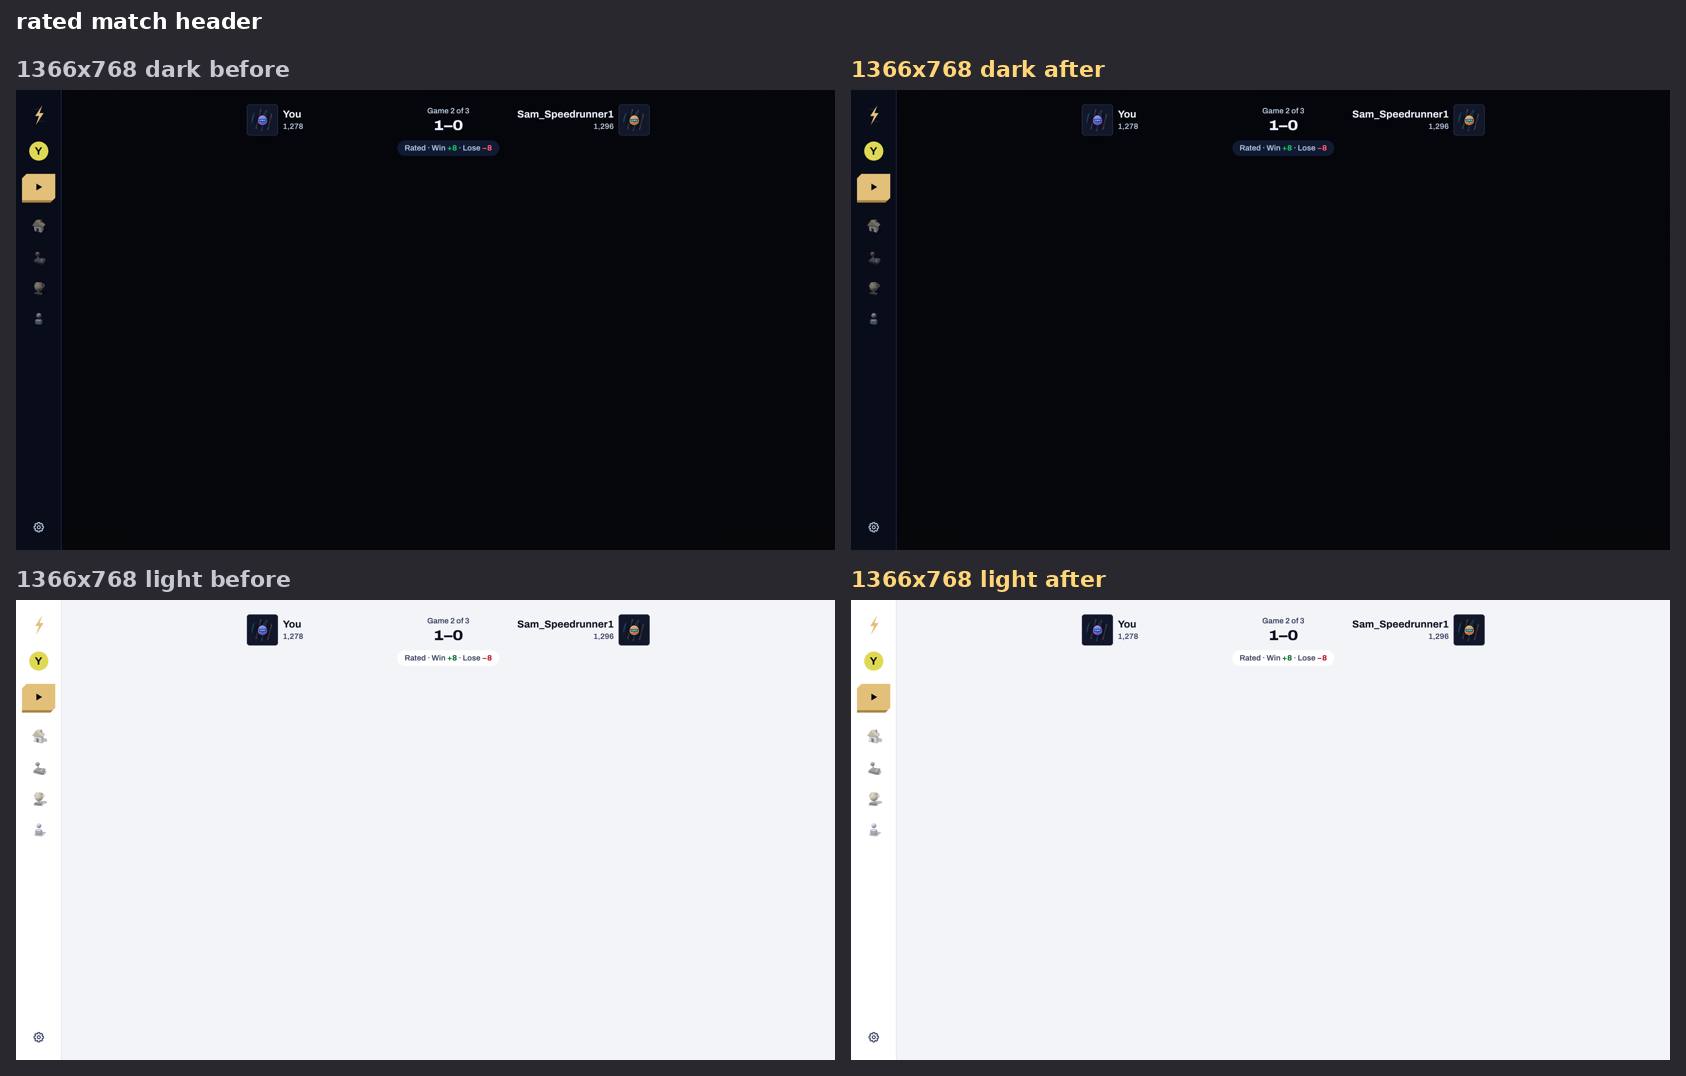 rated match header
1366x768 dark before
1366x768 dark after
You
1,278
Game 2 of 3
1–0
Rated · Win +8 · Lose −8
Sam_Speedrunner1
1,296
Y
You
1,278
Game 2 of 3
1–0
Rated · Win +8 · Lose −8
Sam_Speedrunner1
1,296
Y
1366x768 light before
1366x768 light after
You
1,278
Game 2 of 3
1–0
Rated · Win +8 · Lose −8
Sam_Speedrunner1
1,296
Y
You
1,278
Game 2 of 3
1–0
Rated · Win +8 · Lose −8
Sam_Speedrunner1
1,296
Y